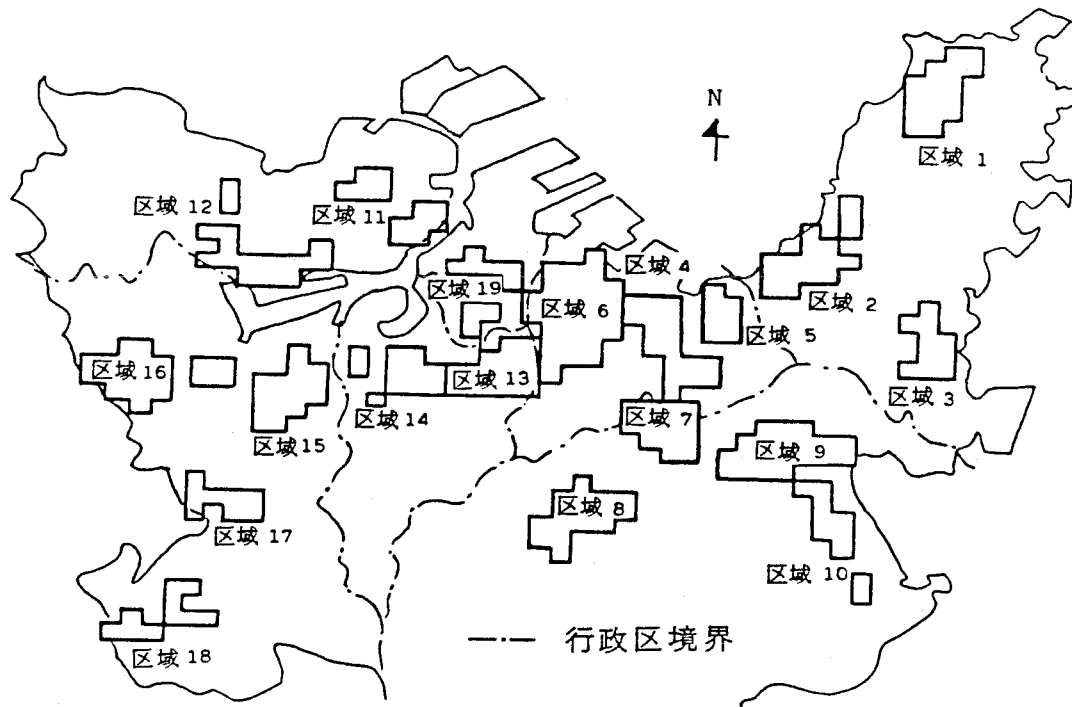 N
区域 1
区域 12
区域 11
区域 4
区域 19
区域 6
区域 2
区域 5
区域 16
区域 13
区域 3
区域 14
区域 7
区域 15
区域 9
区域 8
区域 17
区域 10
行政区境界
区域 18